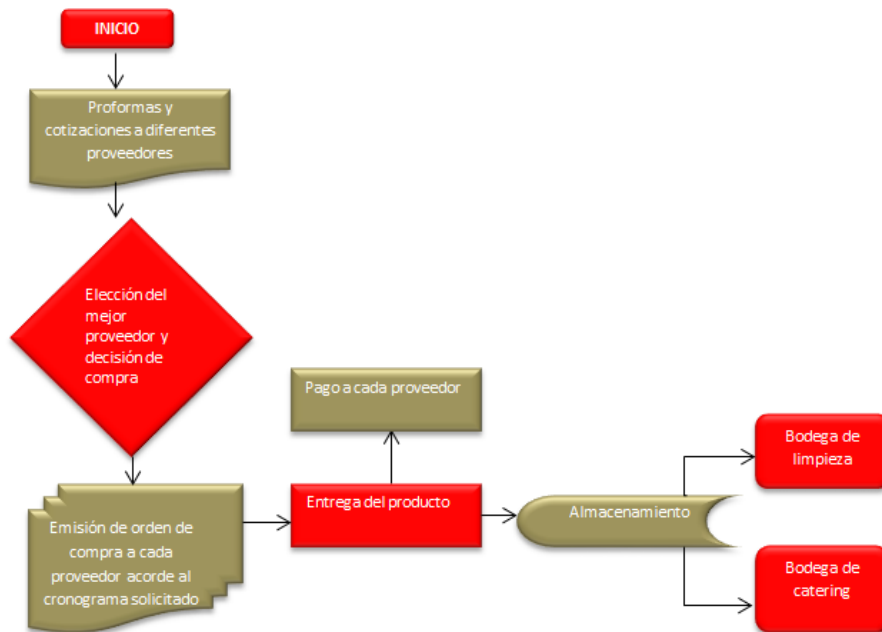 INICIO
Proformas y
cotizaciones a diferentes
proveedores
Elección del
mejor
proveedor y
decisión de
compra
Pago a cada proveedor
Emisión de orden de
compra a cada
proveedor acorde al
cronograma solicitado
Entrega del producto
Almacenamiento
Bodega de
limpieza
Bodega de
catering